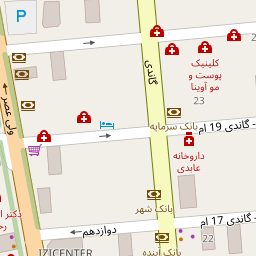 P
گاندی
کلینیک
پوست و
مو آوینا
23
ولی عصر
بانک سرمایه
گاندی 19 ام -
داروخانه
عابدی
بانک شهر
دکتر ا
گاندی 17 ام -
دوازدهم
22
IZICENTER
بانک آینده